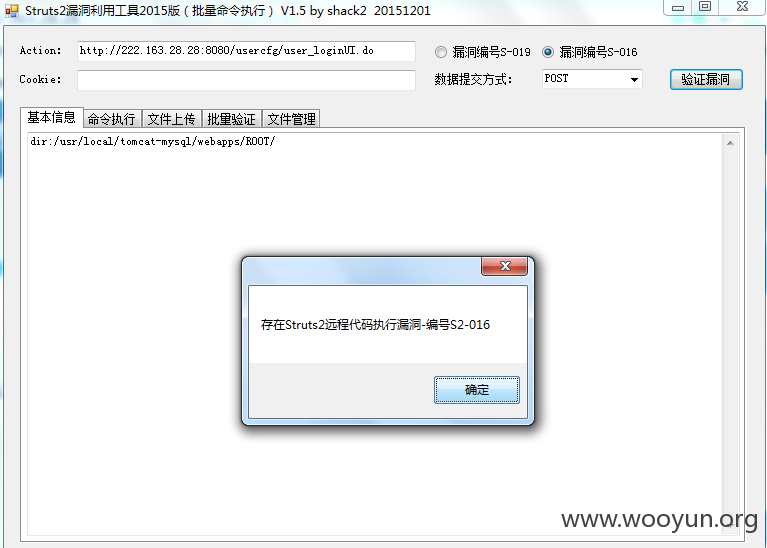 Struts2漏洞利用工具2015版（批量命令执行） V1.5 by shack2 20151201
Action: http://222.163.28.28:8080/usercfg/user_loginUI.do 漏洞编号S-019 漏洞编号S-016
Cookie: 数据提交方式: POST 验证漏洞
基本信息 命令执行 文件上传 批量验证 文件管理
dir:/usr/local/tomcat-mysql/webapps/ROOT/
存在Struts2远程代码执行漏洞-编号S2-016
确定
www.wooyun.org